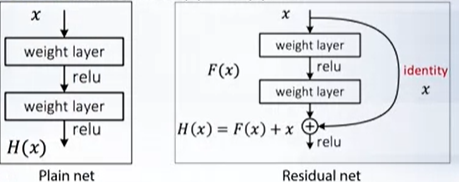 x
weight layer
relu
weight layer
relu
H(x)
Plain net
x
weight layer
relu
F(x)
identity
x
weight layer
H(x) = F(x) + x
+
relu
Residual net